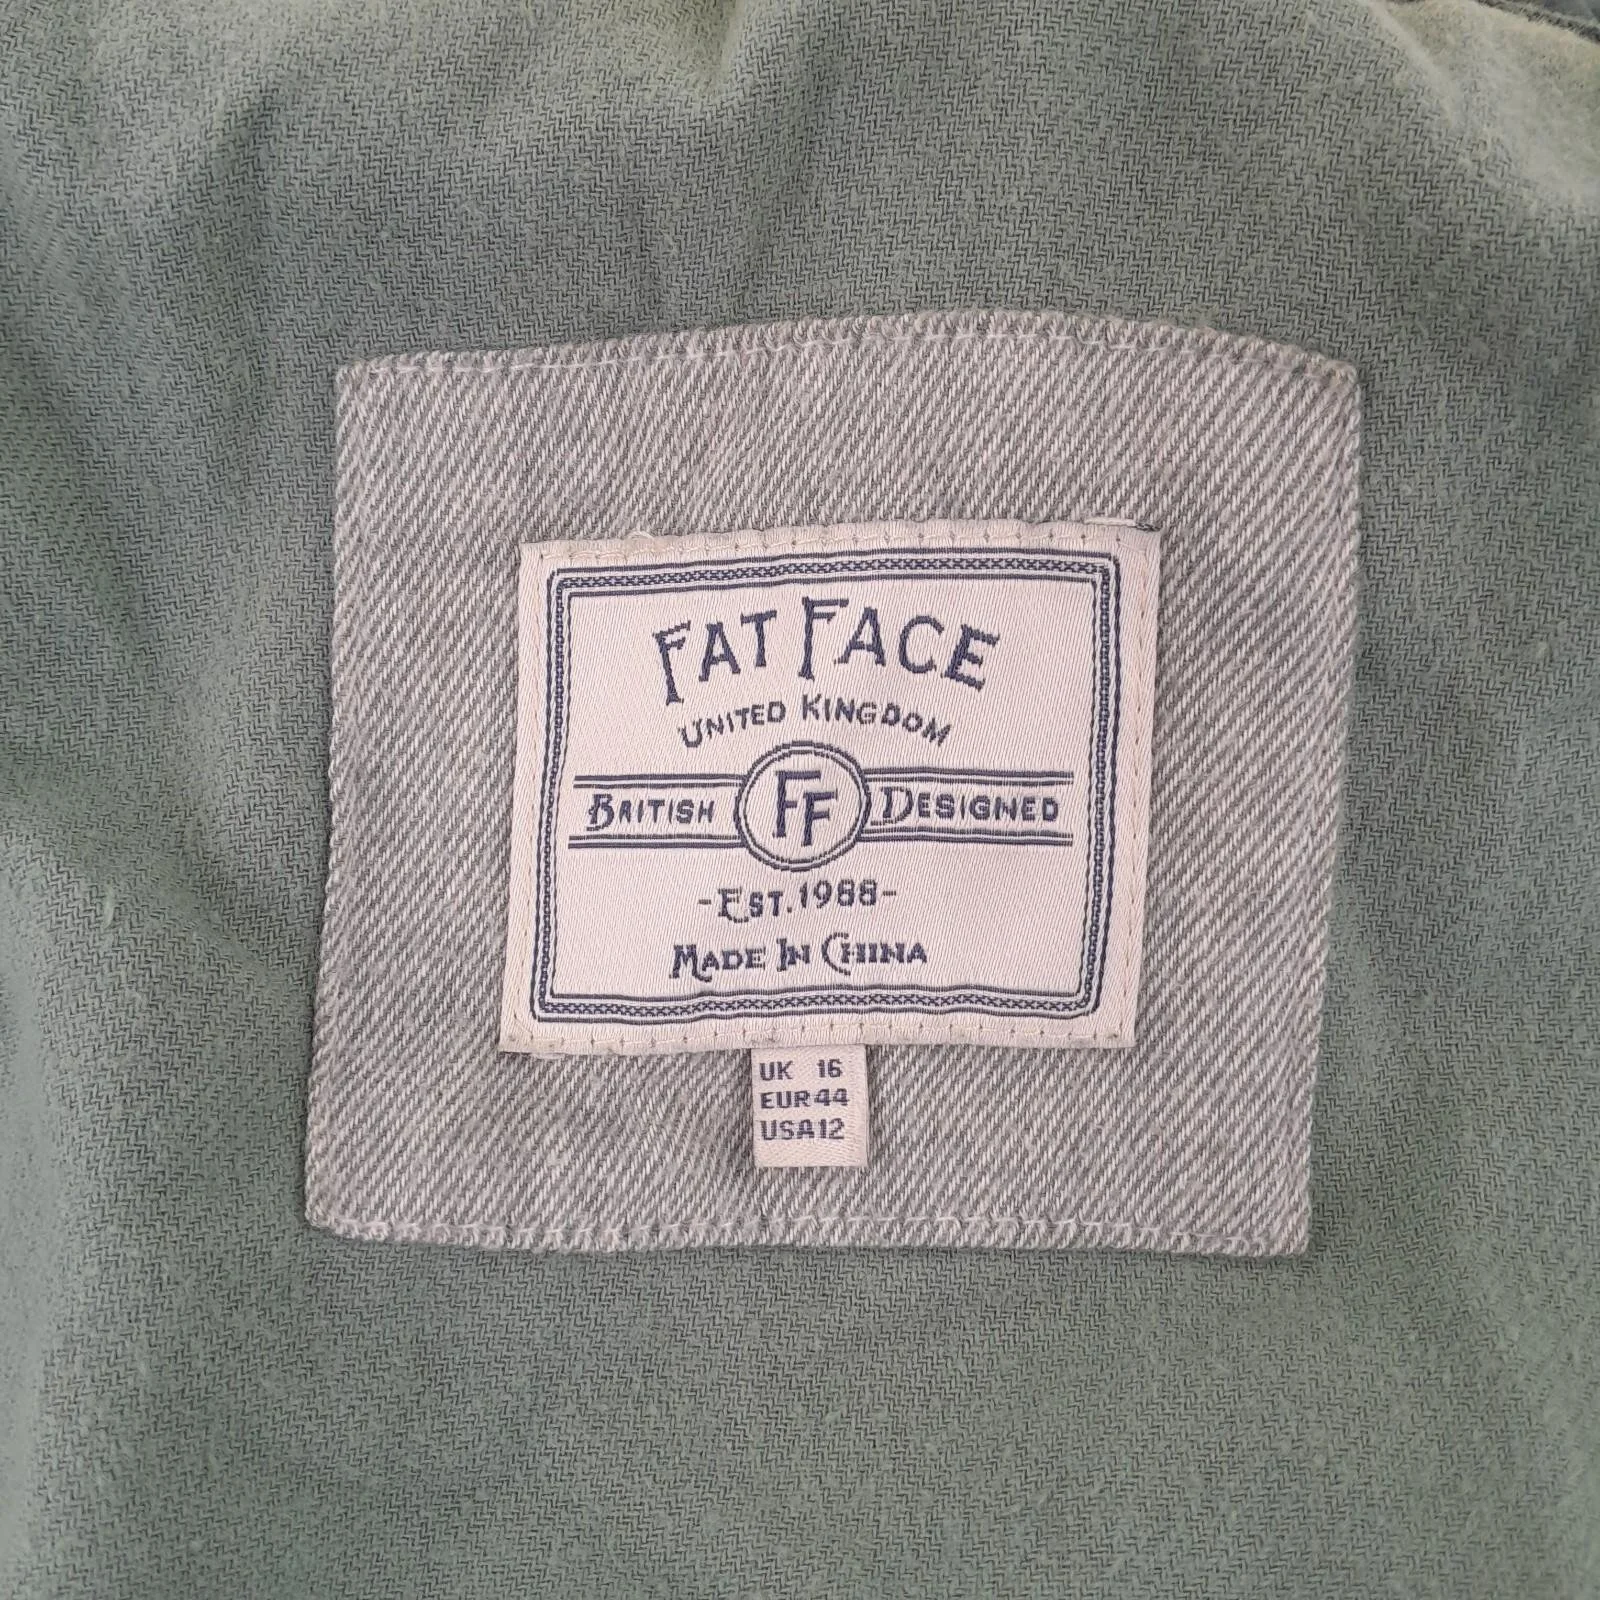 FAT FACE
UNITED KINGDOM
BRITISH FF DESIGNED
-EST. 1988-
MADE IN CHINA
UK 16
EUR 44
USA 12